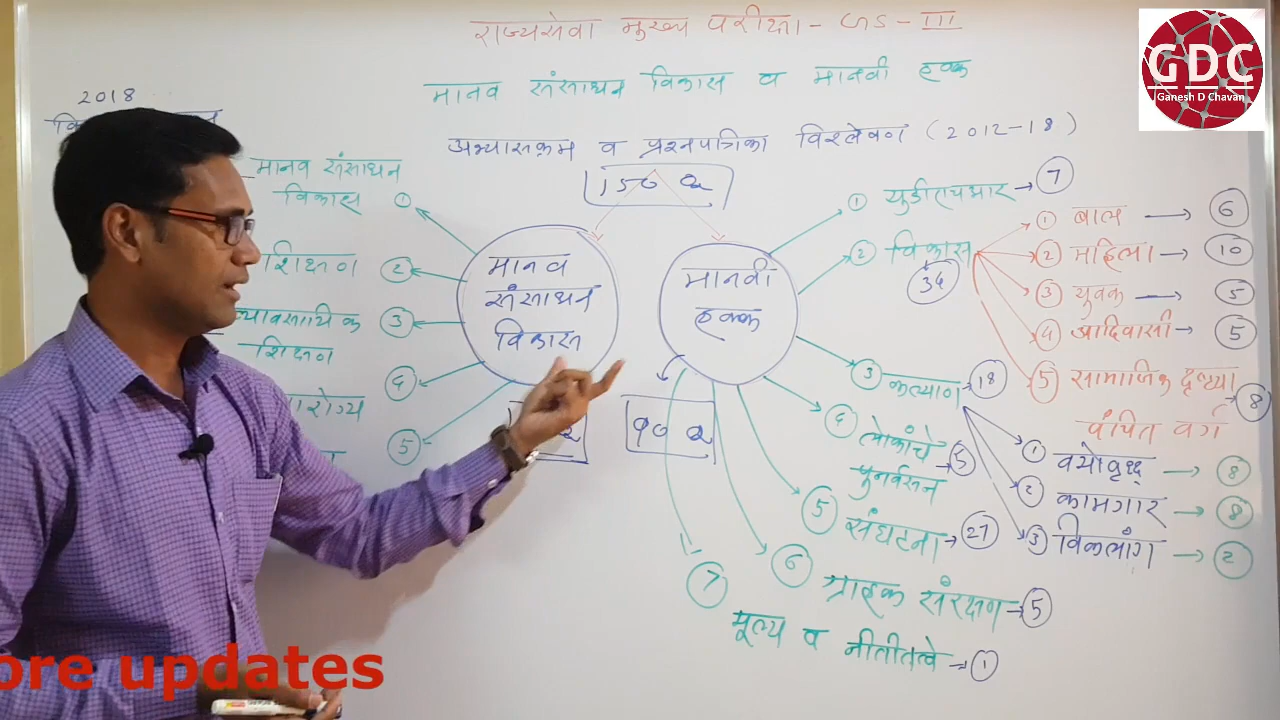 राज्यसेवा मुख्य परीक्षा - GS - III
मानव संसाधन विकास व मानवी हक्क
अभ्यासक्रम व प्रश्नपत्रिका विश्लेषण (2012-18)
2018
GDC
Ganesh D Chavan
150
मानव संसाधन
विकास ①
शिक्षण ②
व्यावसायिक ③
शिक्षण
④
⑤
मानव
संसाधन
विकास
मानवी
हक्क
① युडीएचआर → 7
② विकास
① बाल → 6
② महिला → 10
③ युवक → 5
④ आदिवासी → 5
⑤ सामाजिक दृष्ट्या → 8
वंचित वर्ग
③ कल्याण → 18
① वयोवृद्ध → 8
② कामगार → 8
③ विकलांग → 2
लोकांचे
पुनर्वसन → 5
⑤ संघटना → 27
⑥ ग्राहक संरक्षण → 5
⑦
मूल्य व नीतीतत्वे → 1
ore updates